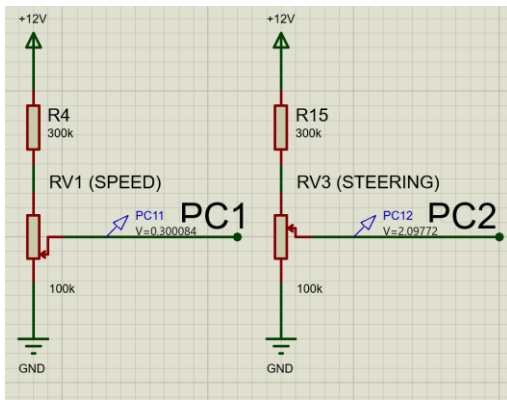 +12V
R4
300k
RV1 (SPEED)
PC11
V=0.300084
PC1
100k
GND
+12V
R15
300k
RV3 (STEERING)
PC12
V=2.09772
PC2
100k
GND